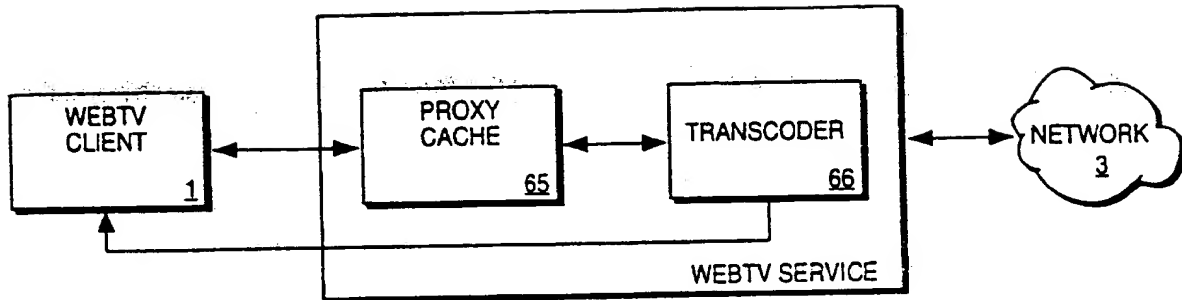 WEBTV
CLIENT
1
PROXY
CACHE
65
TRANSCODER
66
NETWORK
3
WEBTV SERVICE